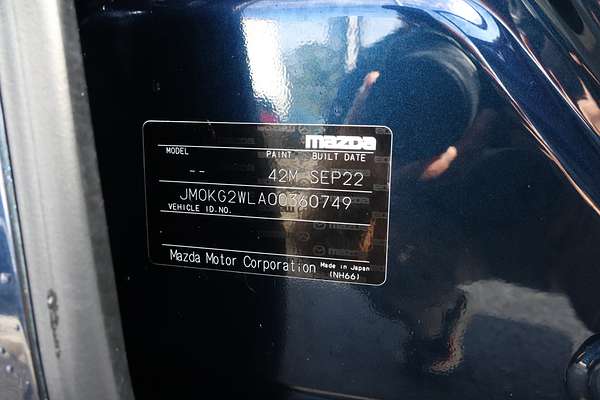 mazda
MODEL PAINT BUILT DATE
-- 42M SEP22
JM0KG2WLA00360749
VEHICLE ID.NO.
Mazda Motor Corporation Made in Japan
(NH66)